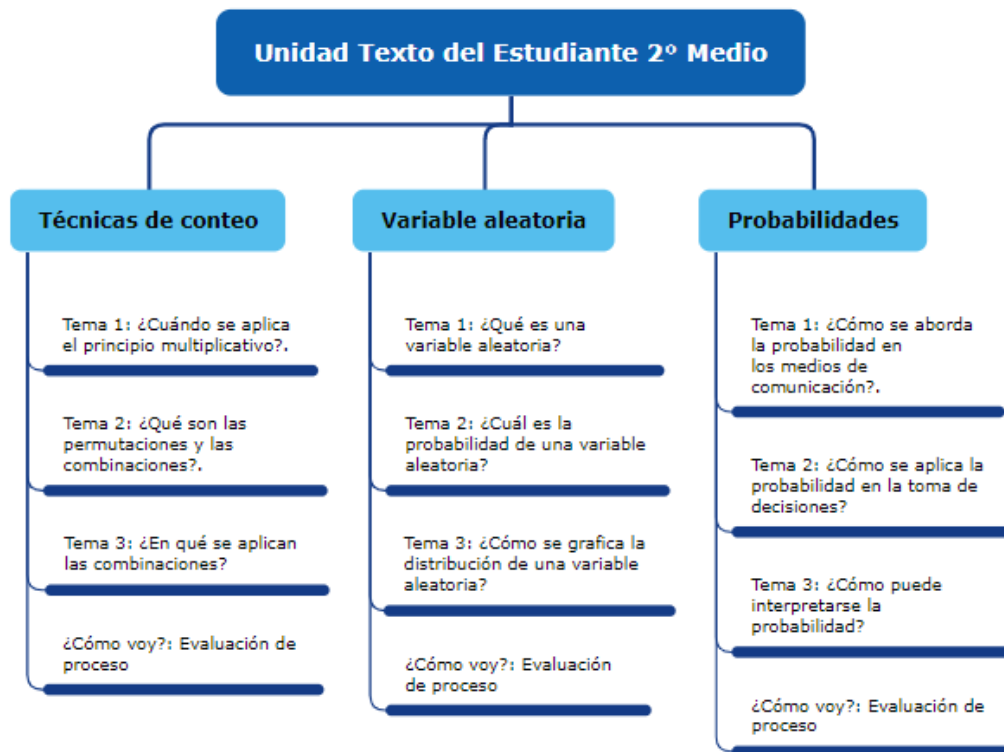 Unidad Texto del Estudiante 2º Medio
Técnicas de conteo
Tema 1: ¿Cuándo se aplica
el principio multiplicativo?.
Tema 2: ¿Qué son las
permutaciones y las
combinaciones?.
Tema 3: ¿En qué se aplican
las combinaciones?
¿Cómo voy?: Evaluación de
proceso
Variable aleatoria
Tema 1: ¿Qué es una
variable aleatoria?
Tema 2: ¿Cuál es la
probabilidad de una variable
aleatoria?
Tema 3: ¿Cómo se grafica la
distribución de una variable
aleatoria?
¿Cómo voy?: Evaluación
de proceso
Probabilidades
Tema 1: ¿Cómo se aborda
la probabilidad en
los medios de
comunicación?.
Tema 2: ¿Cómo se aplica la
probabilidad en la toma de
decisiones?
Tema 3: ¿Cómo puede
interpretarse la
probabilidad?
¿Cómo voy?: Evaluación de
proceso